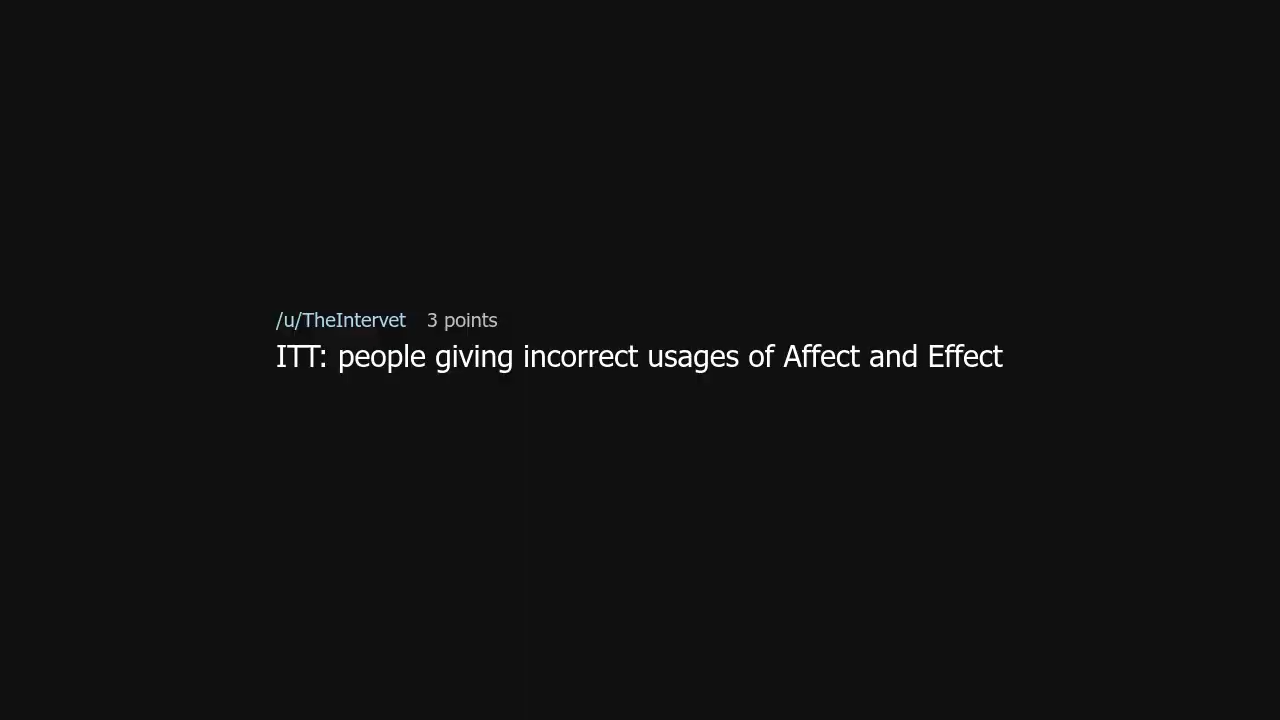 /u/TheIntervet 3 points
ITT: people giving incorrect usages of Affect and Effect